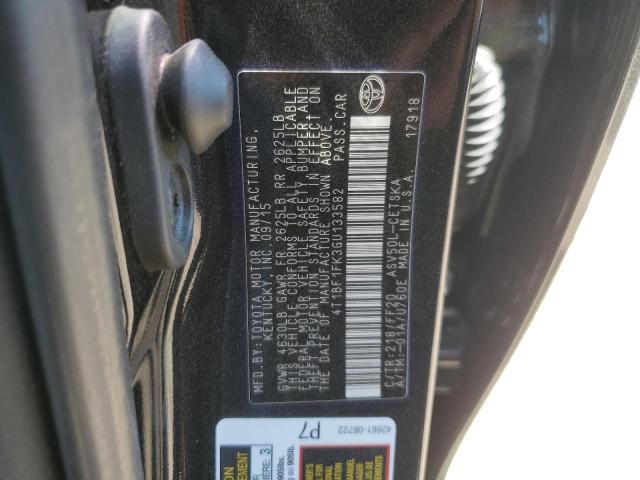 MFD.BY:TOYOTA MOTOR MANUFACTURING,
KENTUCKY, INC. 09/15
GVWR 4630LB GAWR FR 2625LB RR 2625LB
THIS VEHICLE CONFORMS TO ALL APPLICABLE
FEDERAL MOTOR VEHICLE SAFETY, BUMPER, AND
THEFT PREVENTION STANDARDS IN EFFECT ON
THE DATE OF MANUFACTURE SHOWN ABOVE.
4T1BF1FK3GU133582 PASS.CAR
C/TR:218/FF20 ASV50L-CETSKA
A/TM:-01A/U760E MADE IN U.S.A. 17918
P7
42661-06722
3
905lbs.
905lb.